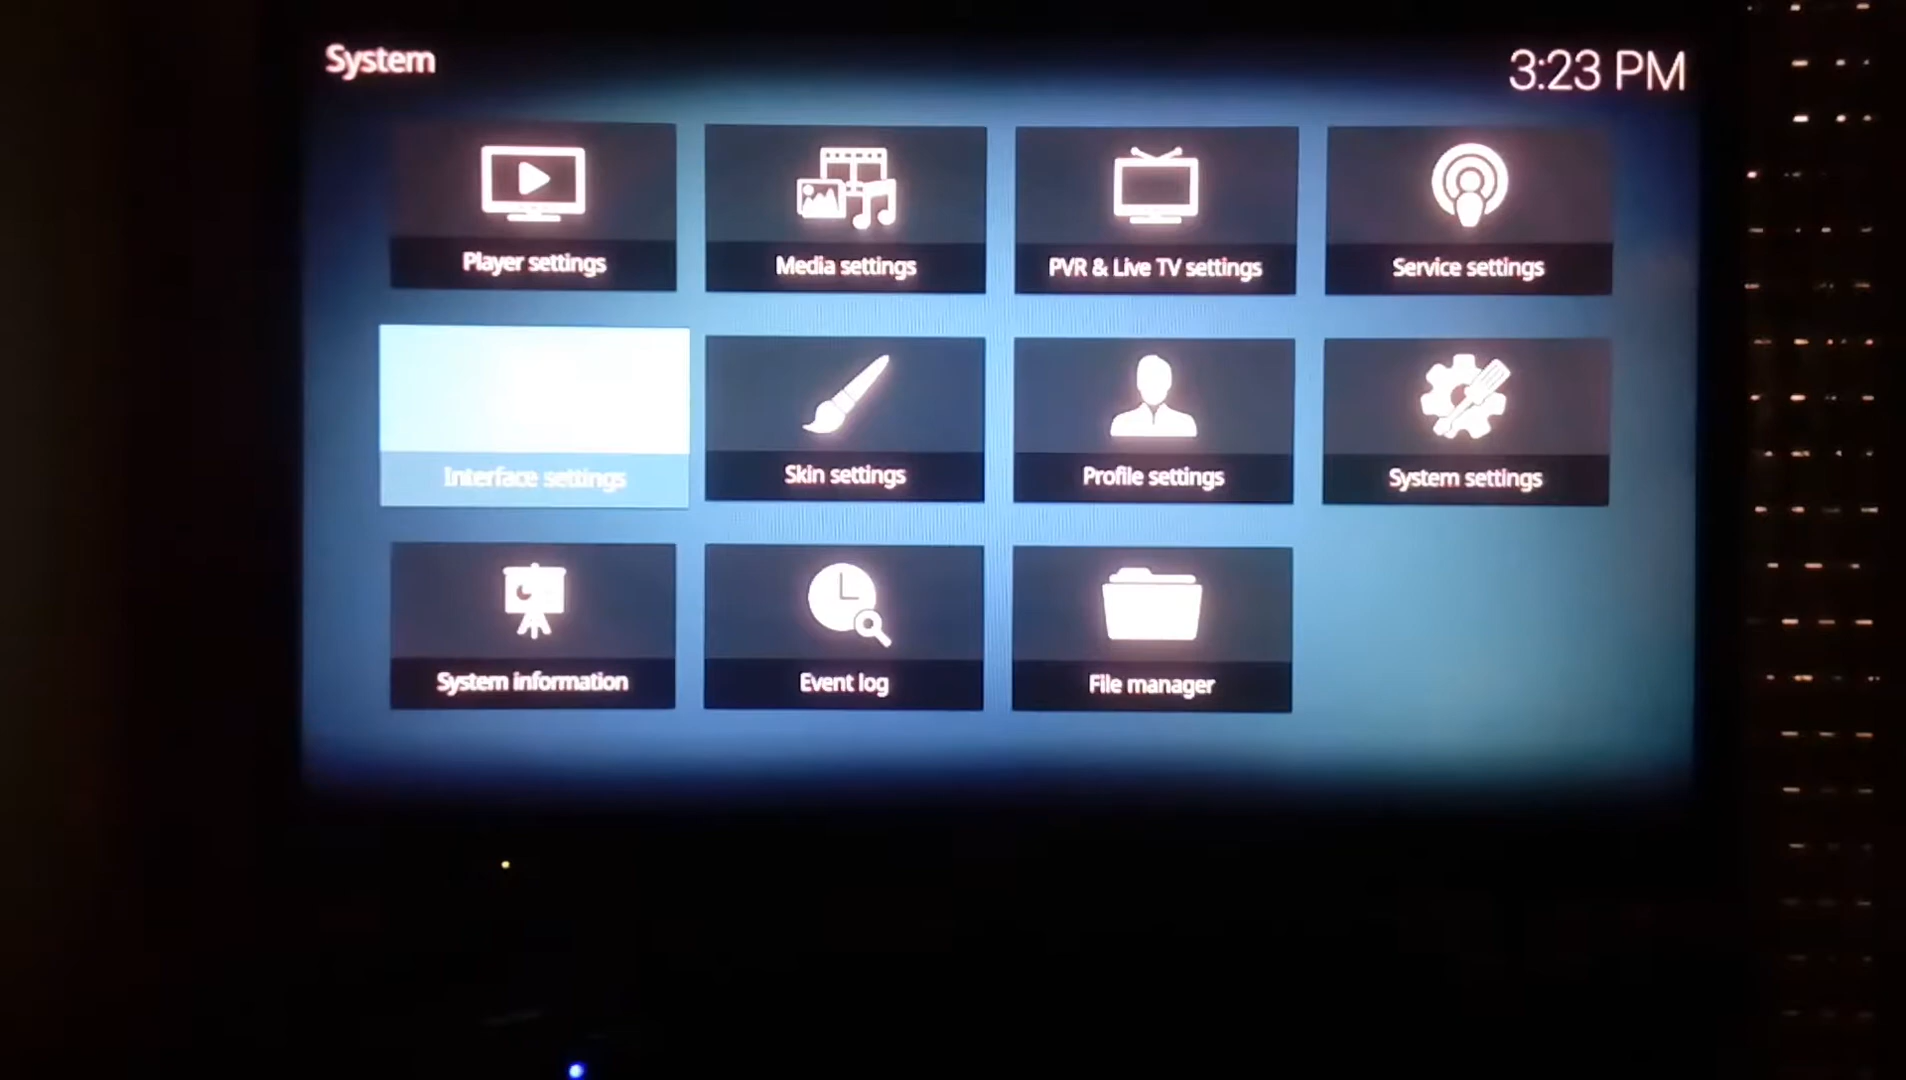 System
3:23 PM
Player settings
Media settings
PVR & Live TV settings
Service settings
Interface settings
Skin settings
Profile settings
System settings
System information
Event log
File manager